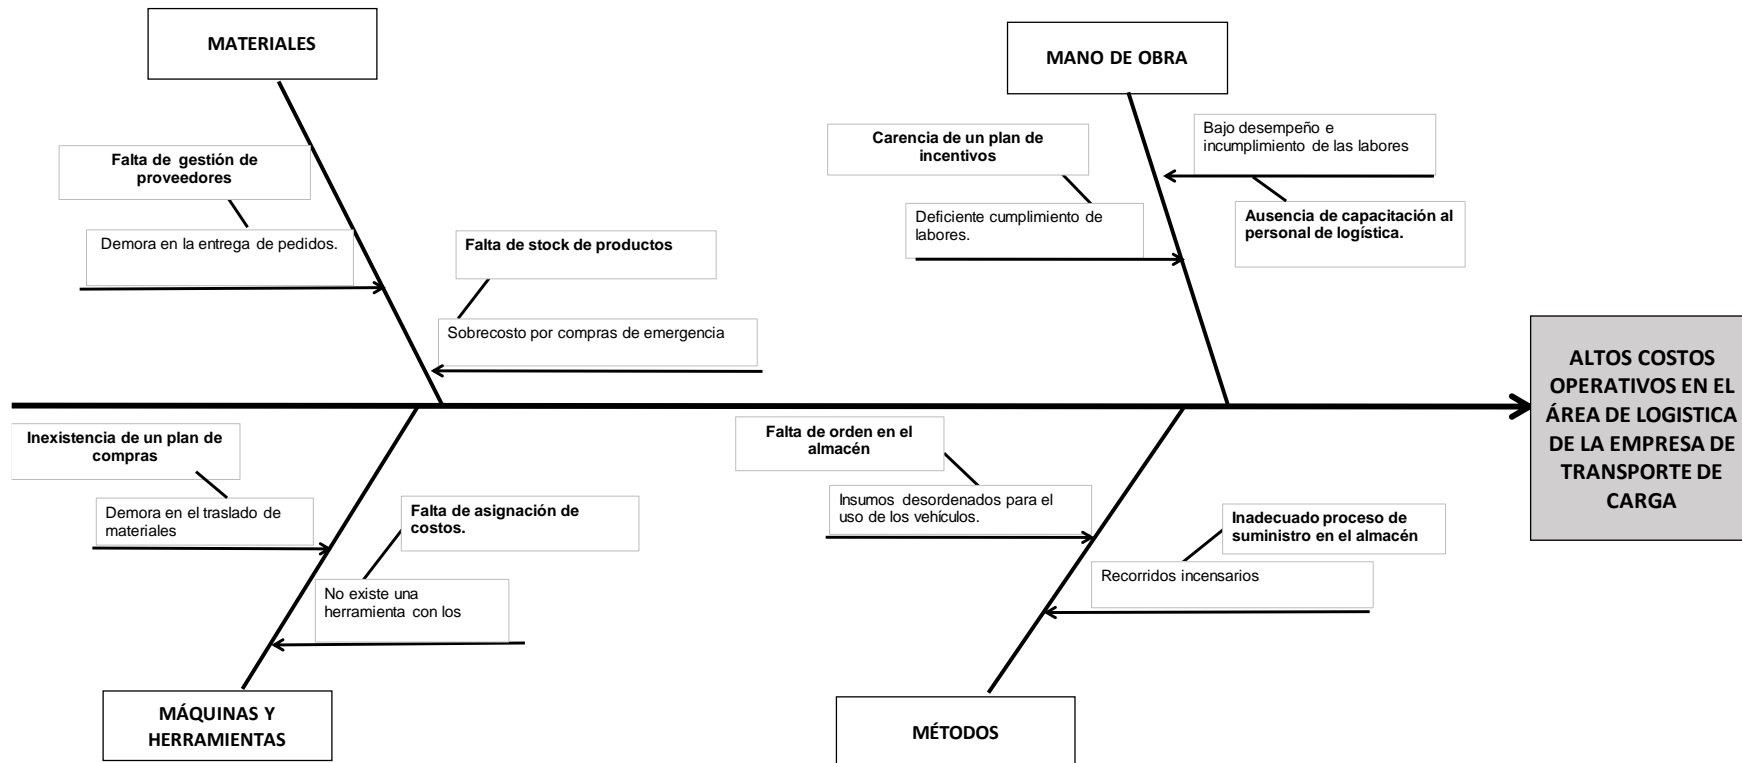 MATERIALES
MANO DE OBRA
Falta de gestión de
proveedores
Demora en la entrega de pedidos.
Falta de stock de productos
Sobrecosto por compras de emergencia
Carencia de un plan de
incentivos
Deficiente cumplimiento de
labores.
Bajo desempeño e
incumplimiento de las labores
Ausencia de capacitación al
personal de logística.
ALTOS COSTOS
OPERATIVOS EN EL
ÁREA DE LOGISTICA
DE LA EMPRESA DE
TRANSPORTE DE
CARGA
Inexistencia de un plan de
compras
Demora en el traslado de
materiales
Falta de asignación de
costos.
No existe una
herramienta con los
Falta de orden en el
almacén
Insumos desordenados para el
uso de los vehículos.
Inadecuado proceso de
suministro en el almacén
Recorridos incensarios
MÁQUINAS Y
HERRAMIENTAS
MÉTODOS